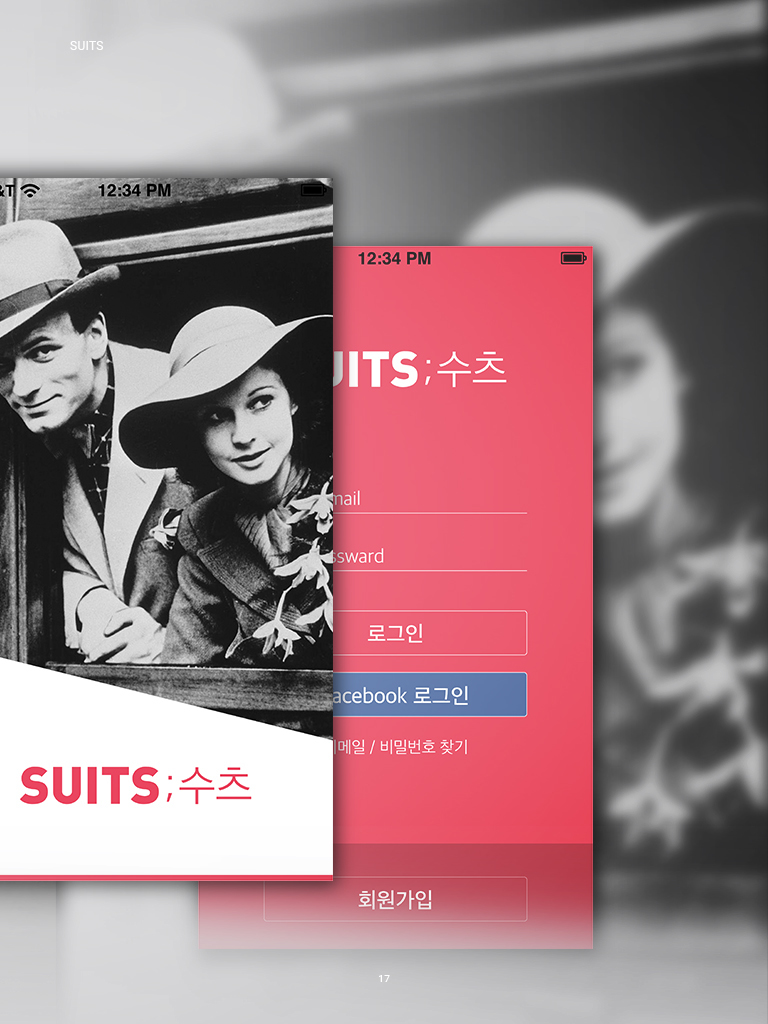 SUITS
&T 12:34 PM
12:34 PM
UITS ;수츠
mail
ssward
로그인
acebook 로그인
메일 / 비밀번호 찾기
SUITS ;수츠
회원가입
17